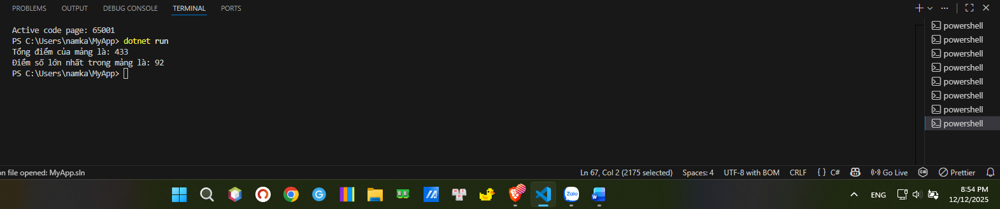 PROBLEMS OUTPUT DEBUG CONSOLE TERMINAL PORTS
Active code page: 65001
PS C:\Users\namka\MyApp> dotnet run
Tổng điểm của mảng là: 433
Điểm số lớn nhất trong mảng là: 92
PS C:\Users\namka\MyApp>
powershell
powershell
powershell
powershell
powershell
powershell
powershell
powershell
on file opened: MyApp.sln Ln 67, Col 2 (2175 selected) Spaces: 4 UTF-8 with BOM CRLF { } C# Go Live C# Prettier
Zalo
W
ENG
8:54 PM
12/12/2025